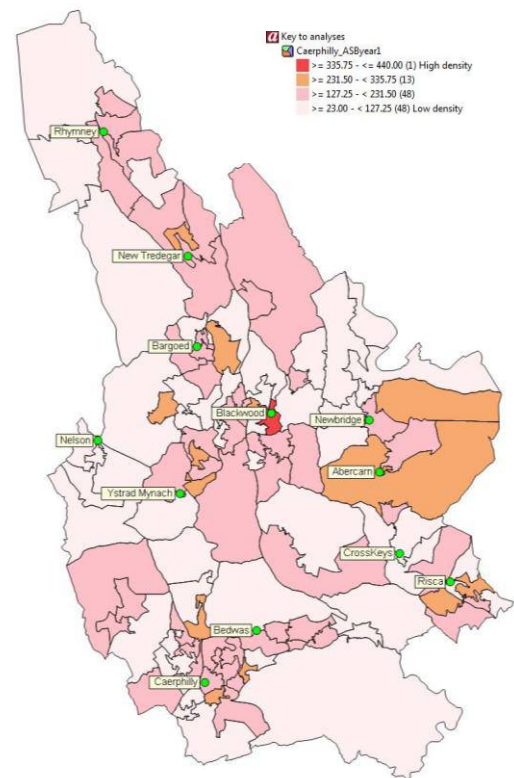 Key to analyses
Caerphilly_ASByear1
>= 335.75 - <= 440.00 (1) High density
>= 231.50 - < 335.75 (13)
>= 127.25 - < 231.50 (48)
>= 23.00 - < 127.25 (48) Low density
Rhymney
New Tredegar
Bargoed
Blackwood
Newbridge
Nelson
Abercarn
Ystrad Mynach
CrossKeys
Risca
Bedwas
Caerphilly